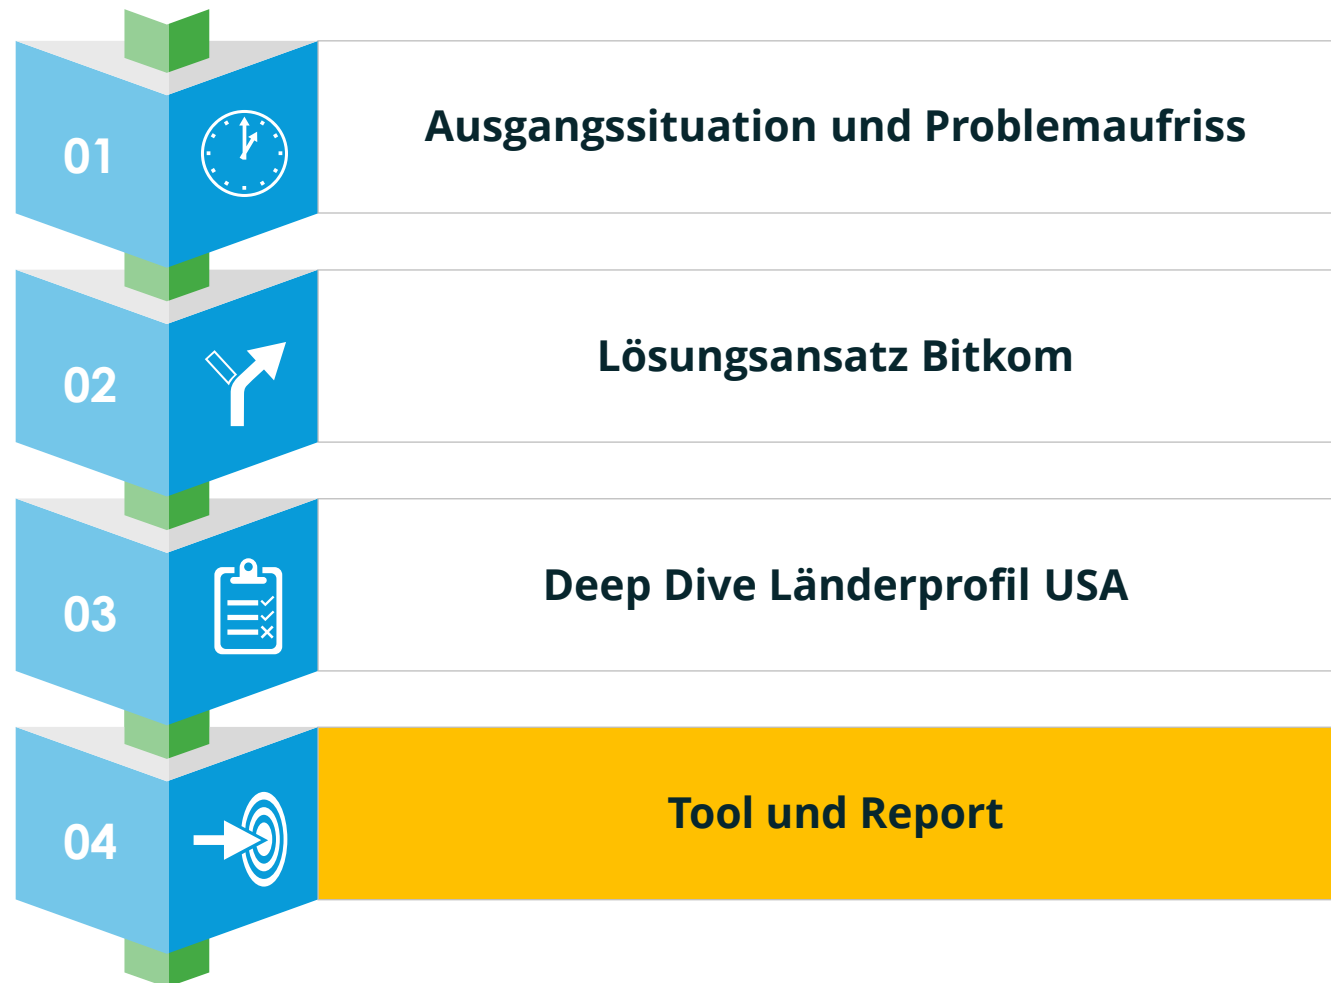 01
Ausgangssituation und Problemaufriss
02
Lösungsansatz Bitkom
03
Deep Dive Länderprofil USA
04
Tool und Report